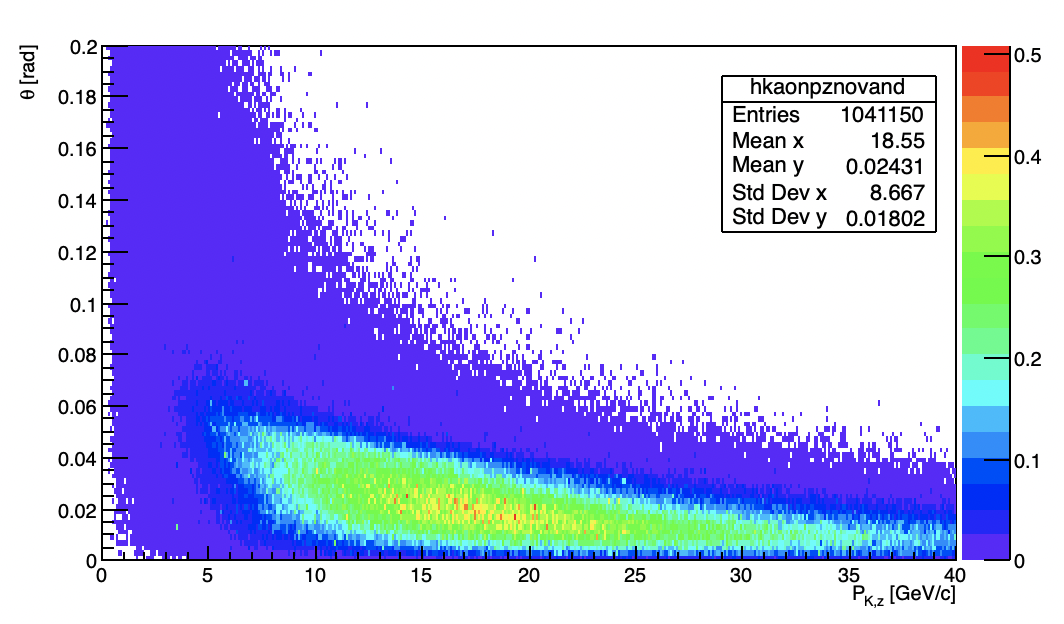 θ [rad]
0.2
0.18
0.16
0.14
0.12
0.1
0.08
0.06
0.04
0.02
0
0 5 10 15 20 25 30 35 40
P_K,z [GeV/c]
hkaonpznovand
Entries 1041150
Mean x 18.55
Mean y 0.02431
Std Dev x 8.667
Std Dev y 0.01802
0.5
0.4
0.3
0.2
0.1
0